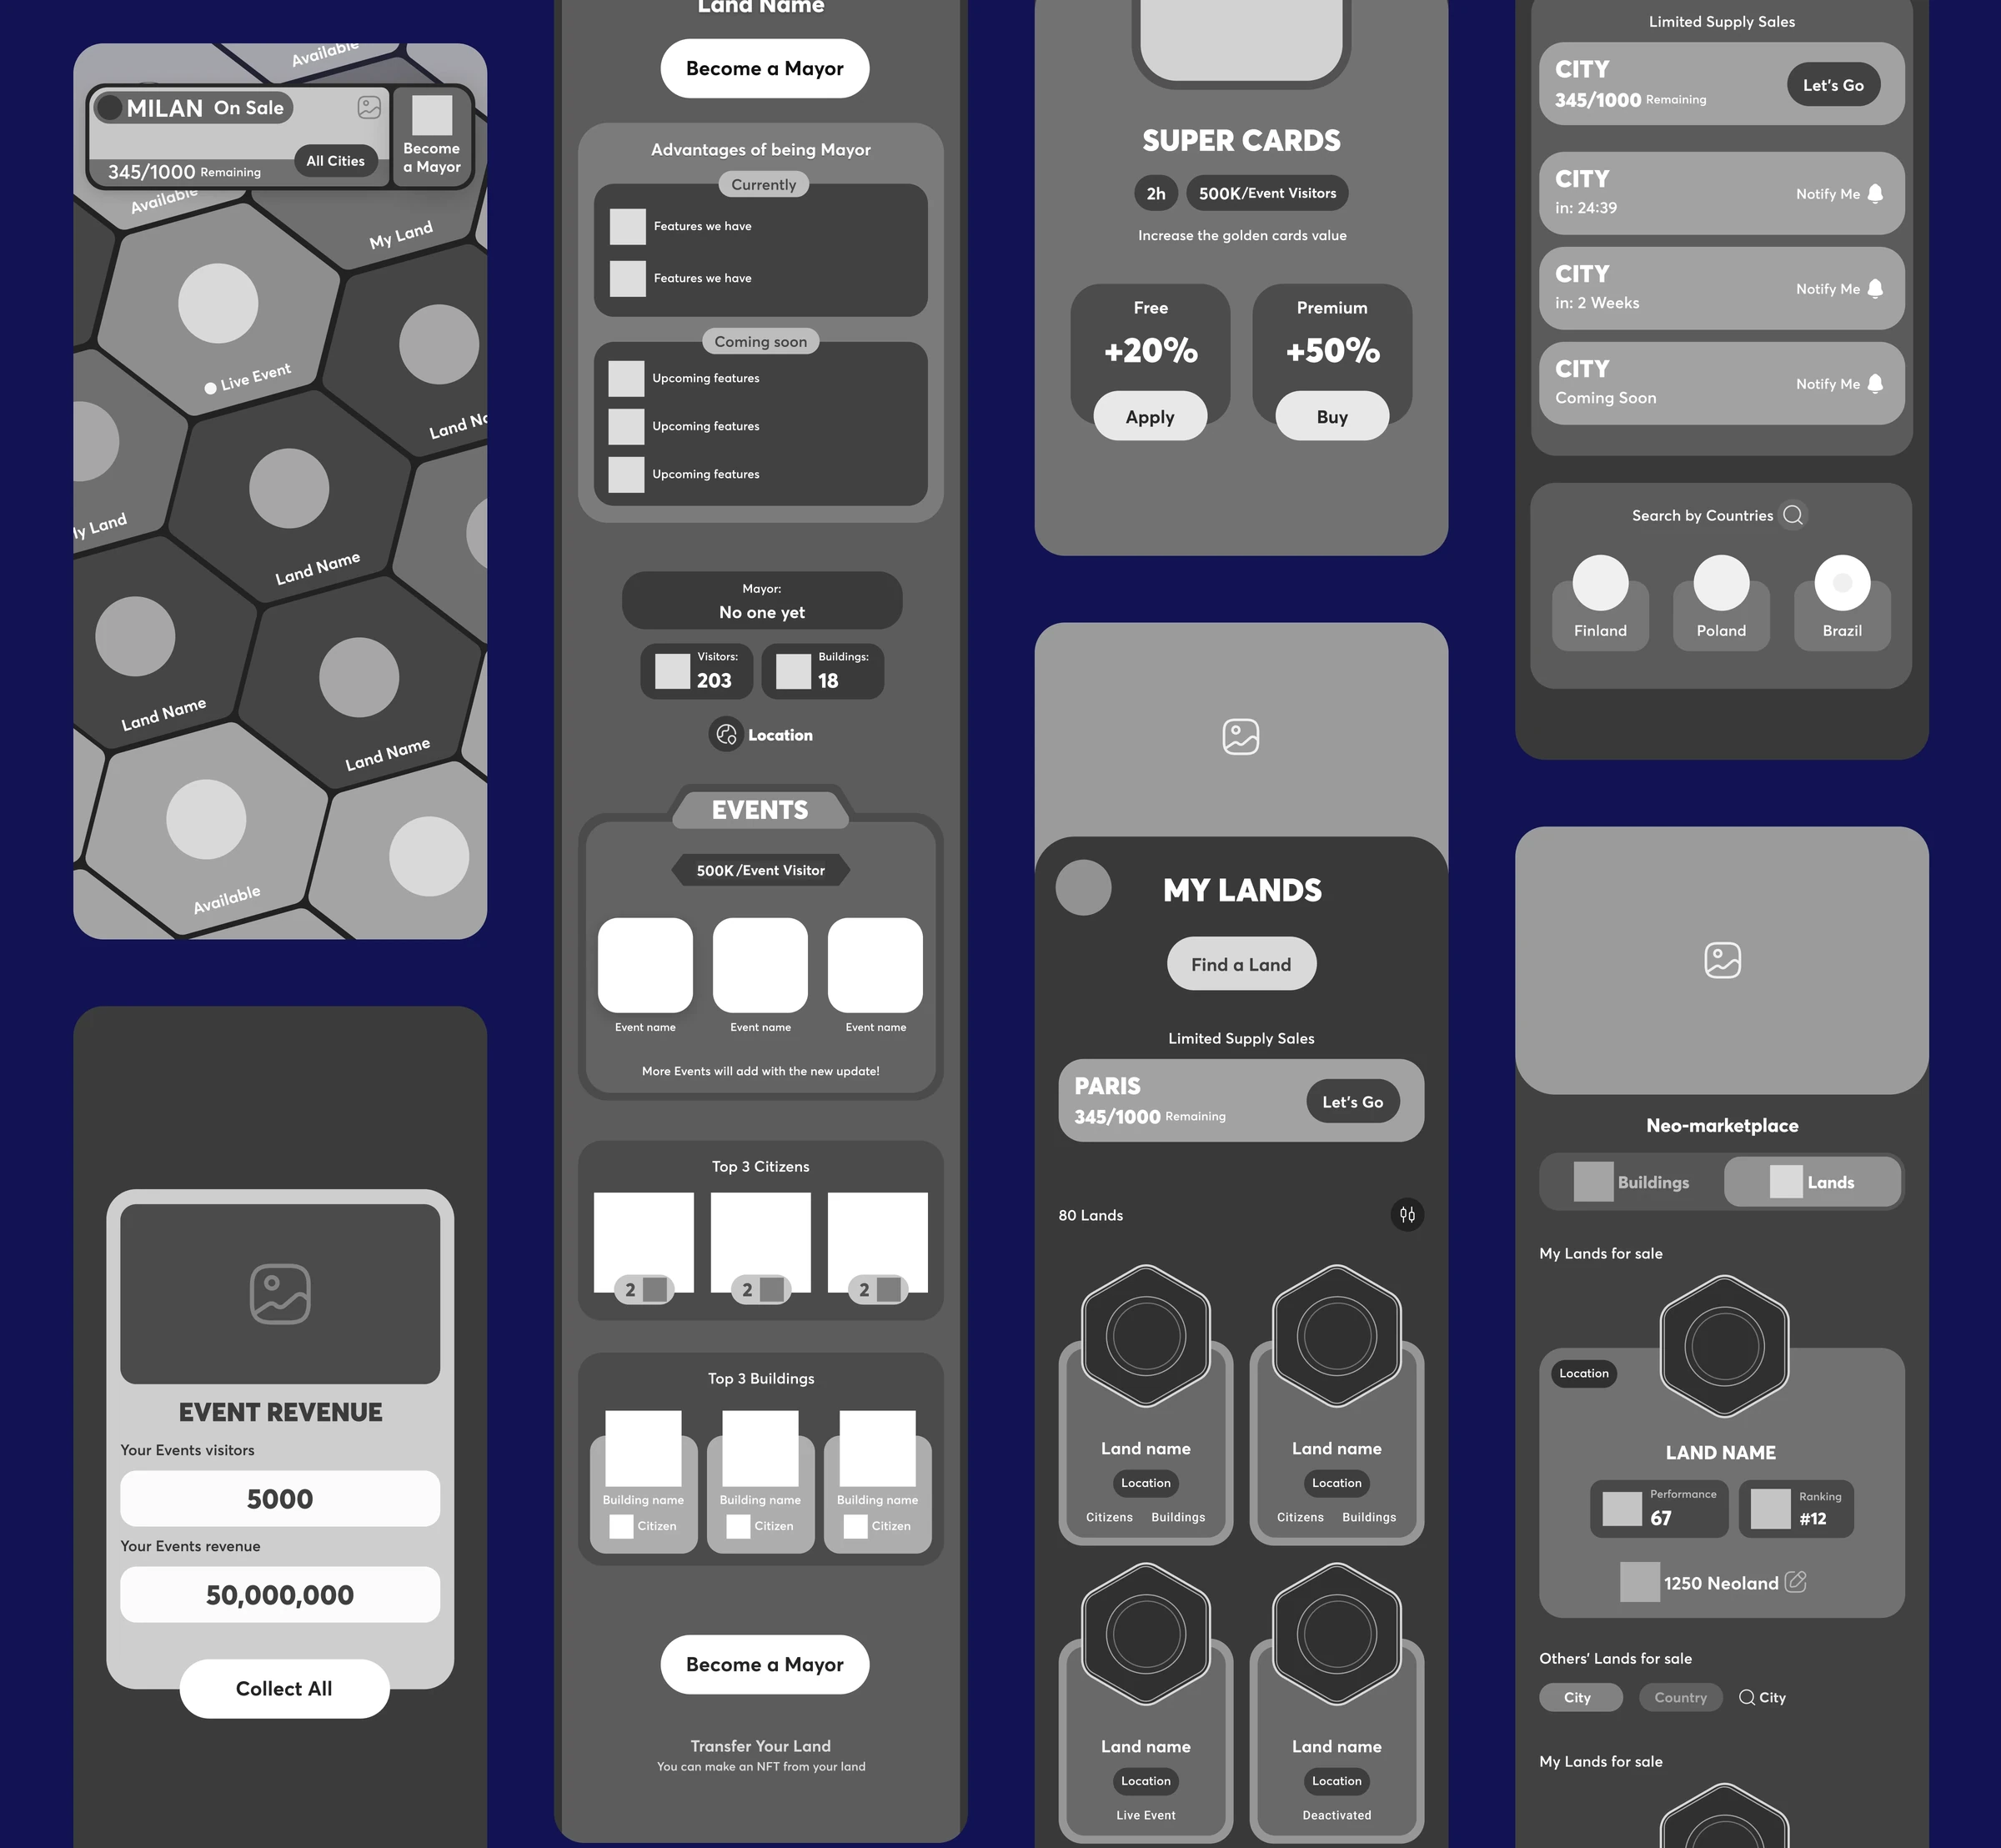 Available
MILAN On Sale
345/1000 Remaining
All Cities
Become
a Mayor
Available
My Land
Live Event
Land Na
My Land
Land Name
Land Name
Land Name
Available
EVENT REVENUE
Your Events visitors
5000
Your Events revenue
50,000,000
Collect All
Land Name
Become a Mayor
Advantages of being Mayor
Currently
Features we have
Features we have
Coming soon
Upcoming features
Upcoming features
Upcoming features
Mayor:
No one yet
Visitors:
203
Buildings:
18
Location
EVENTS
500K/Event Visitor
Event name
Event name
Event name
More Events will add with the new update!
Top 3 Citizens
2
2
2
Top 3 Buildings
Building name
Citizen
Building name
Citizen
Building name
Citizen
Become a Mayor
Transfer Your Land
You can make an NFT from your land
SUPER CARDS
2h
500K/Event Visitors
Increase the golden cards value
Free
+20%
Apply
Premium
+50%
Buy
MY LANDS
Find a Land
Limited Supply Sales
PARIS
345/1000 Remaining
Let's Go
80 Lands
Land name
Location
Citizens Buildings
Land name
Location
Citizens Buildings
Land name
Location
Live Event
Land name
Location
Deactivated
Limited Supply Sales
CITY
345/1000 Remaining
Let's Go
CITY
in: 24:39
Notify Me
CITY
in: 2 Weeks
Notify Me
CITY
Coming Soon
Notify Me
Search by Countries
Finland
Poland
Brazil
Neo-marketplace
Buildings
Lands
My Lands for sale
Location
LAND NAME
Performance
67
Ranking
#12
1250 Neoland
Others' Lands for sale
City
Country
City
My Lands for sale